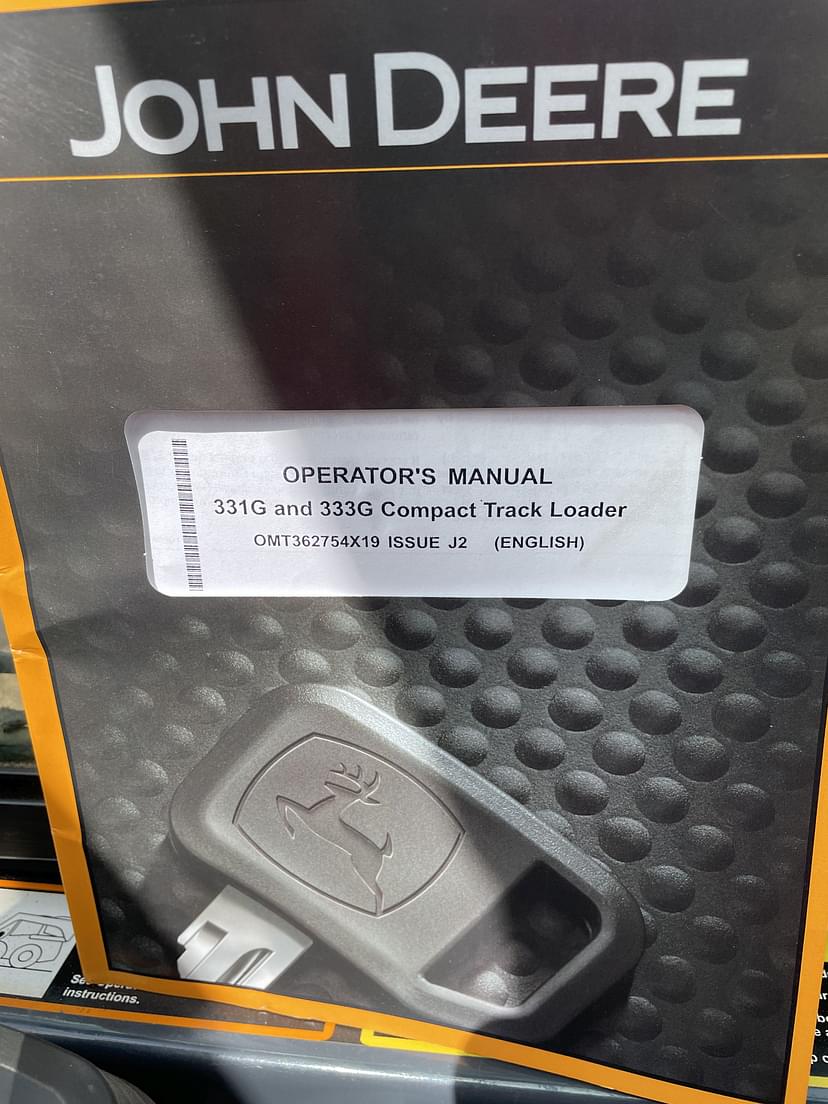 JOHN DEERE
OPERATOR'S MANUAL
331G and 333G Compact Track Loader
OMT362754X19 ISSUE J2 (ENGLISH)
instructions.